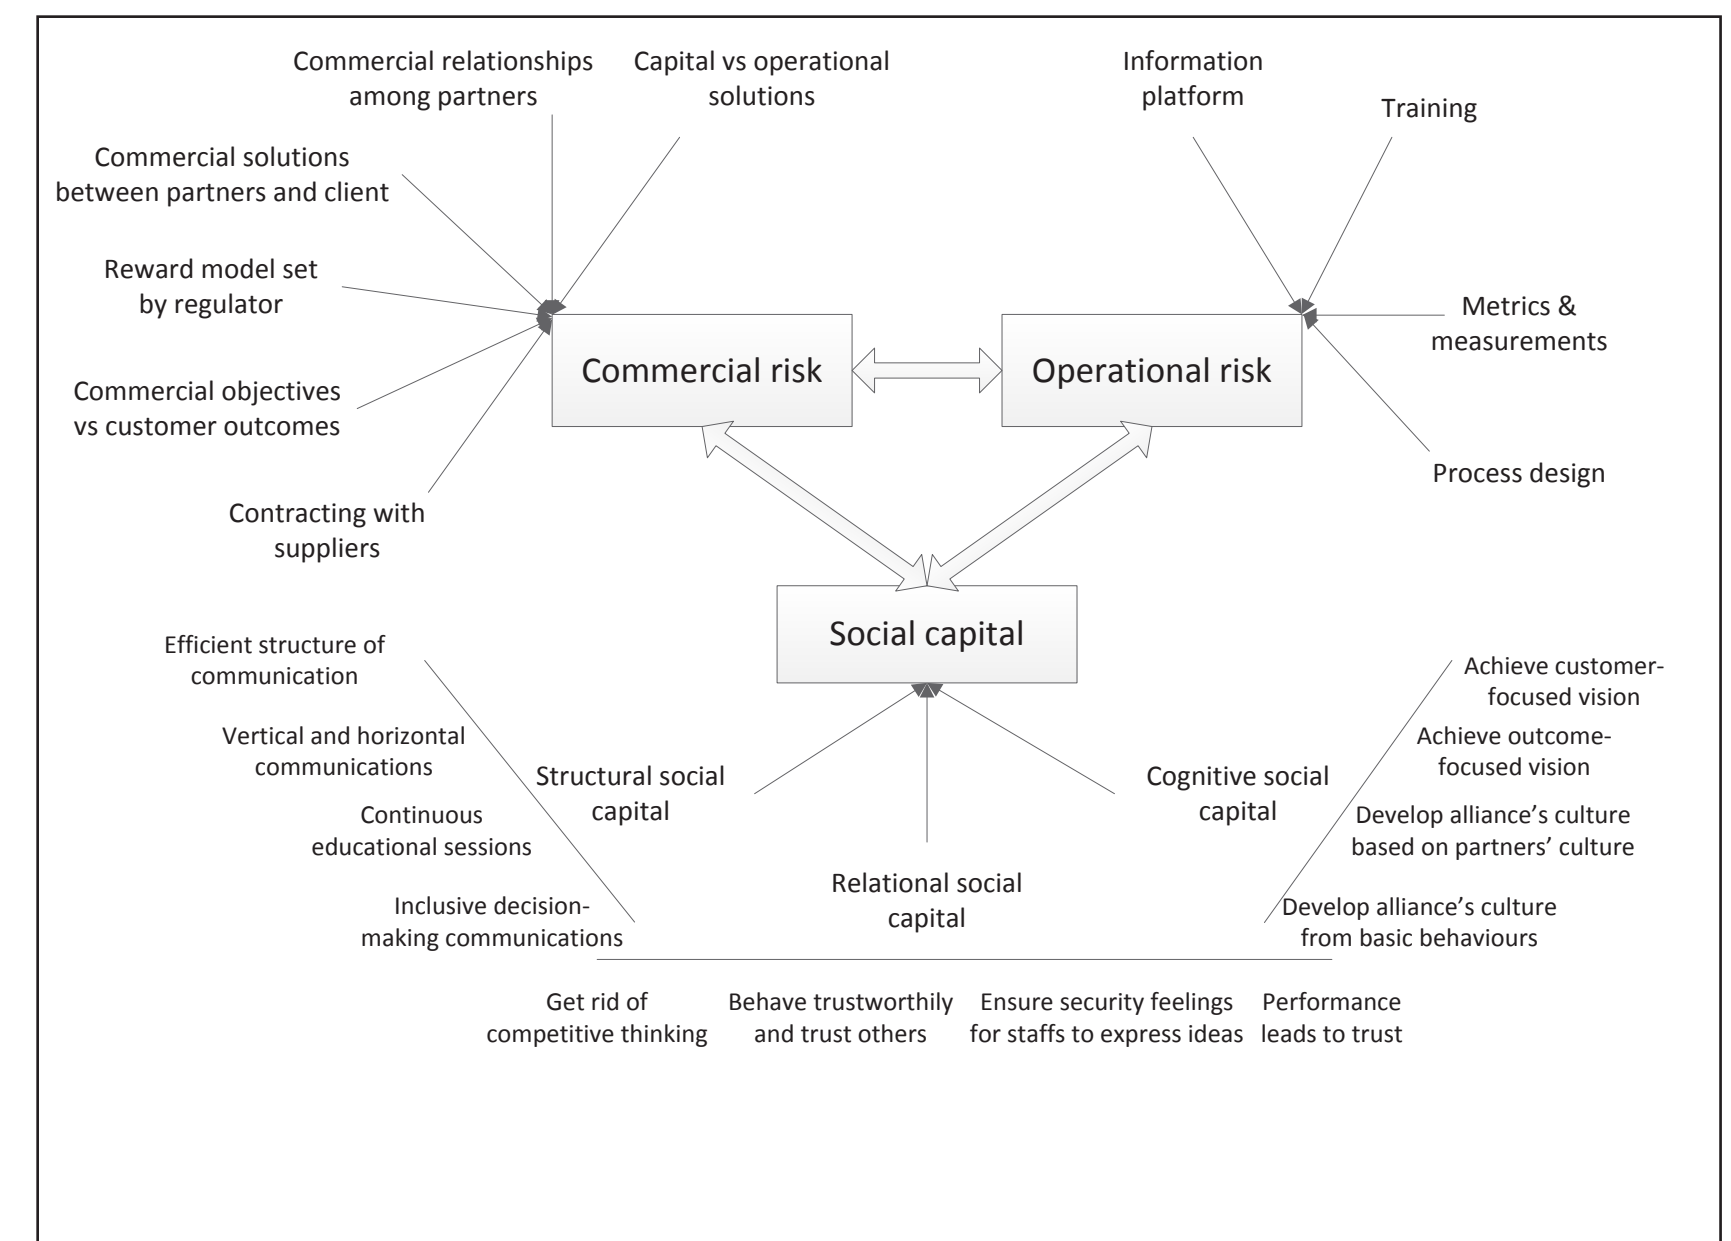 Commercial relationships
among partners
Capital vs operational
solutions
Information
platform
Training
Commercial solutions
between partners and client
Reward model set
by regulator
Metrics &
measurements
Commercial risk
Operational risk
Commercial objectives
vs customer outcomes
Process design
Contracting with
suppliers
Social capital
Efficient structure of
communication
Vertical and horizontal
communications
Continuous
educational sessions
Inclusive decision-
making communications
Structural social
capital
Relational social
capital
Cognitive social
capital
Achieve customer-
focused vision
Achieve outcome-
focused vision
Develop alliance’s culture
based on partners’ culture
Develop alliance’s culture
from basic behaviours
Get rid of
competitive thinking
Behave trustworthily
and trust others
Ensure security feelings
for staffs to express ideas
Performance
leads to trust